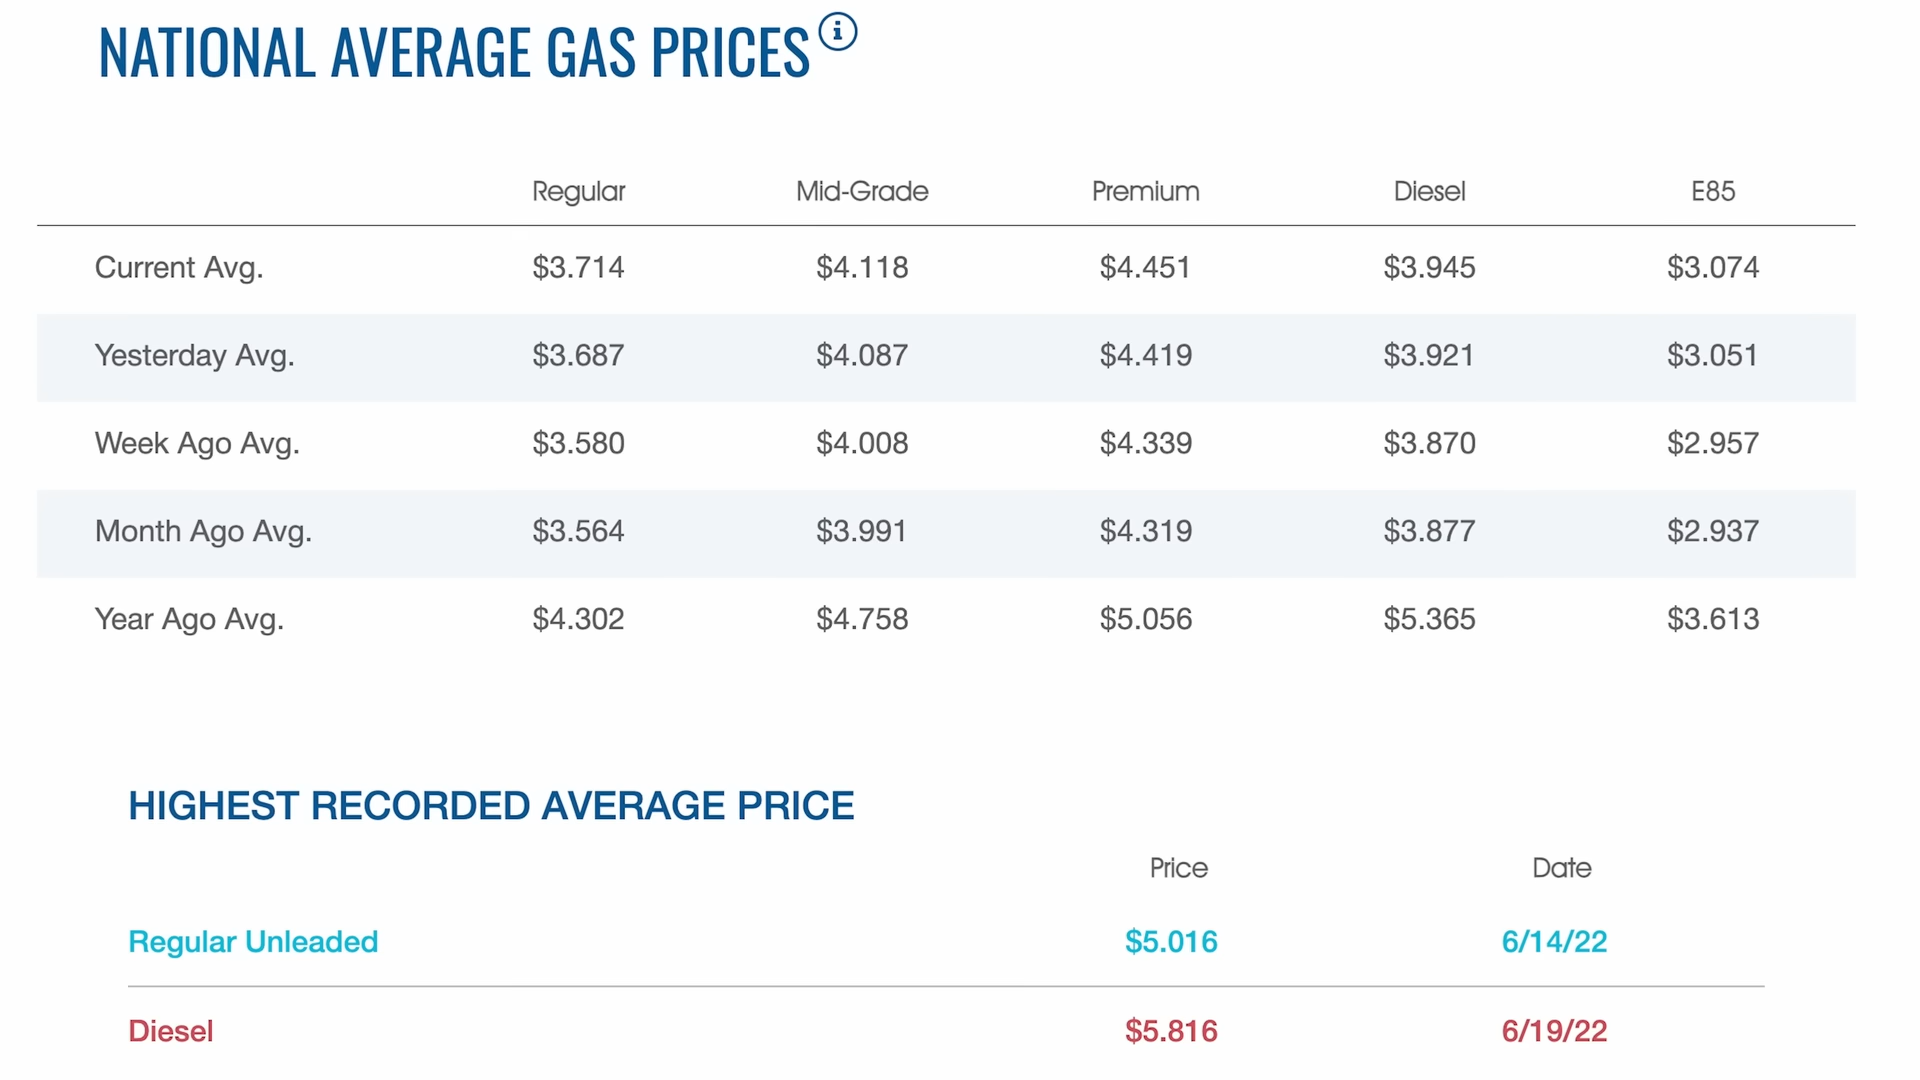 NATIONAL AVERAGE GAS PRICES
Regular Mid-Grade Premium Diesel E85
Current Avg. $3.714 $4.118 $4.451 $3.945 $3.074
Yesterday Avg. $3.687 $4.087 $4.419 $3.921 $3.051
Week Ago Avg. $3.580 $4.008 $4.339 $3.870 $2.957
Month Ago Avg. $3.564 $3.991 $4.319 $3.877 $2.937
Year Ago Avg. $4.302 $4.758 $5.056 $5.365 $3.613
HIGHEST RECORDED AVERAGE PRICE
Price Date
Regular Unleaded $5.016 6/14/22
Diesel $5.816 6/19/22